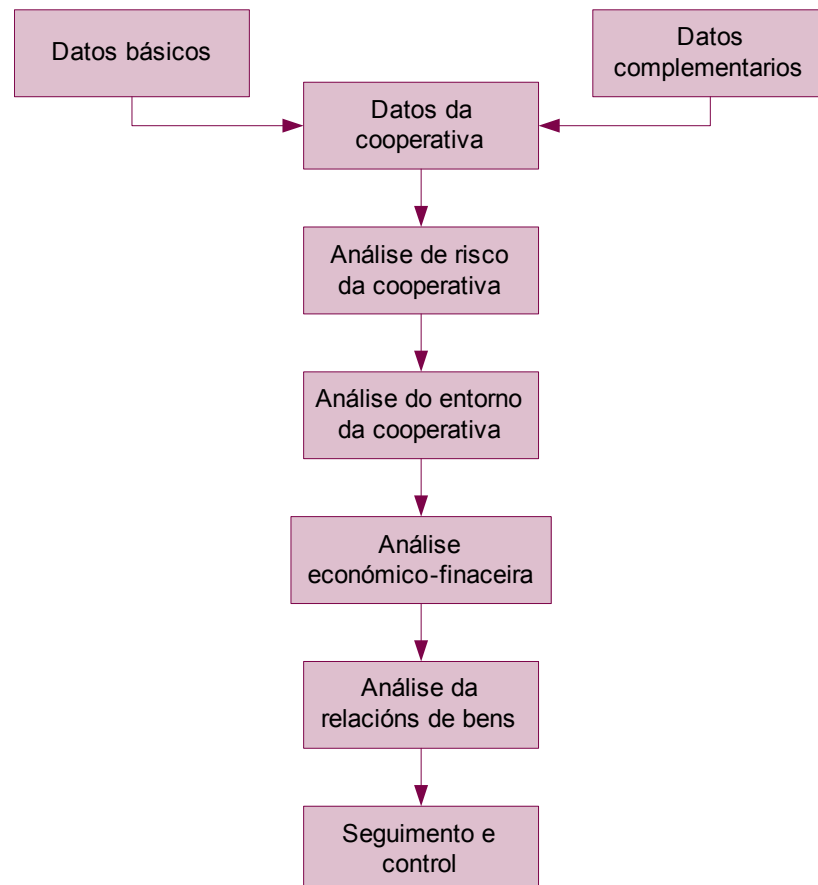 Datos básicos
Datos
complementarios
Datos da
cooperativa
Análise de risco
da cooperativa
Análise do entorno
da cooperativa
Análise
económico-finaceira
Análise da
relacións de bens
Seguimento e
control